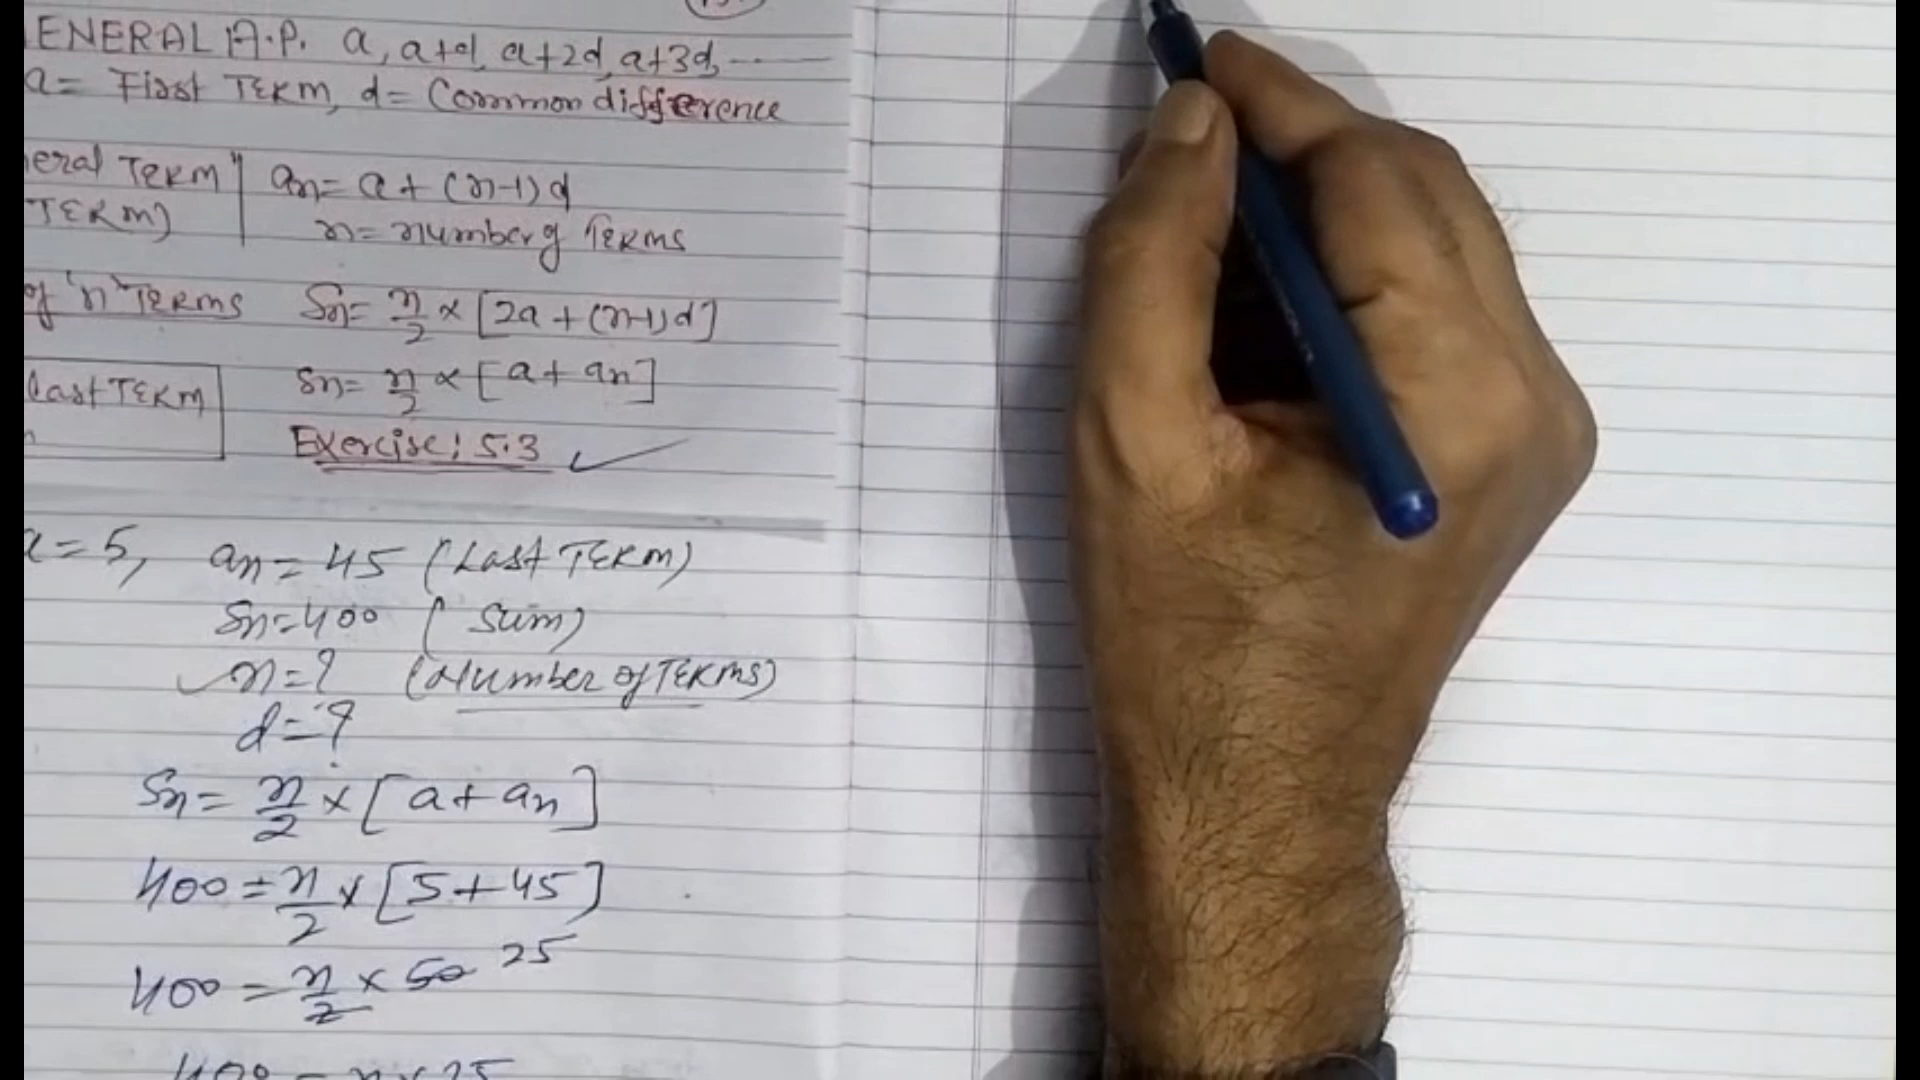 ENERAL A.P. a, a+d, a+2d, a+3d, ------
a = First TERM, d = Common difference
eral TERM" an = a + (n-1)d
TERM) n = number of TERMS
of 'n' TERMS Sn = n/2 × [2a + (n-1)d]
Last TERM Sn = n/2 × [a + an]
Exercise: 5.3 ✓
a = 5, an = 45 (Last TERM)
Sn = 400 (Sum)
✓ n = ? (Number of TERMS)
d = ?
Sn = n/2 × [a + an]
400 = n/2 × [5 + 45]
400 = n/2 × 50 25
400 = n × 25